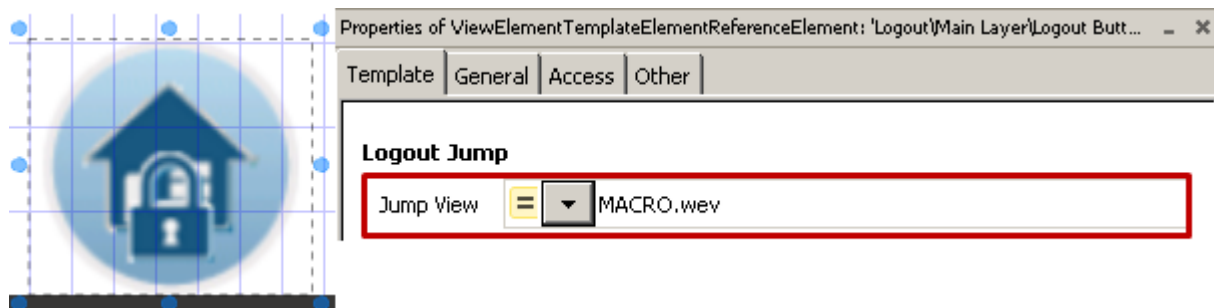 Properties of ViewElementTemplateElementReferenceElement: 'Logout\Main Layer\Logout Butt...
Template General Access Other
Logout Jump
Jump View = MACRO.wev